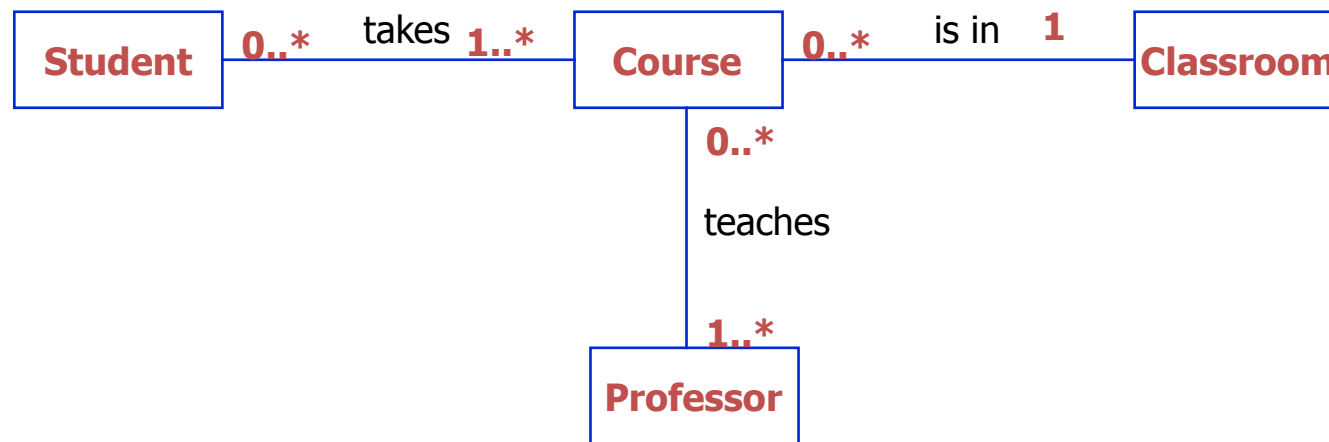 Student 0..* takes 1..* Course 0..* is in 1 Classroom
0..*
teaches
1..*
Professor